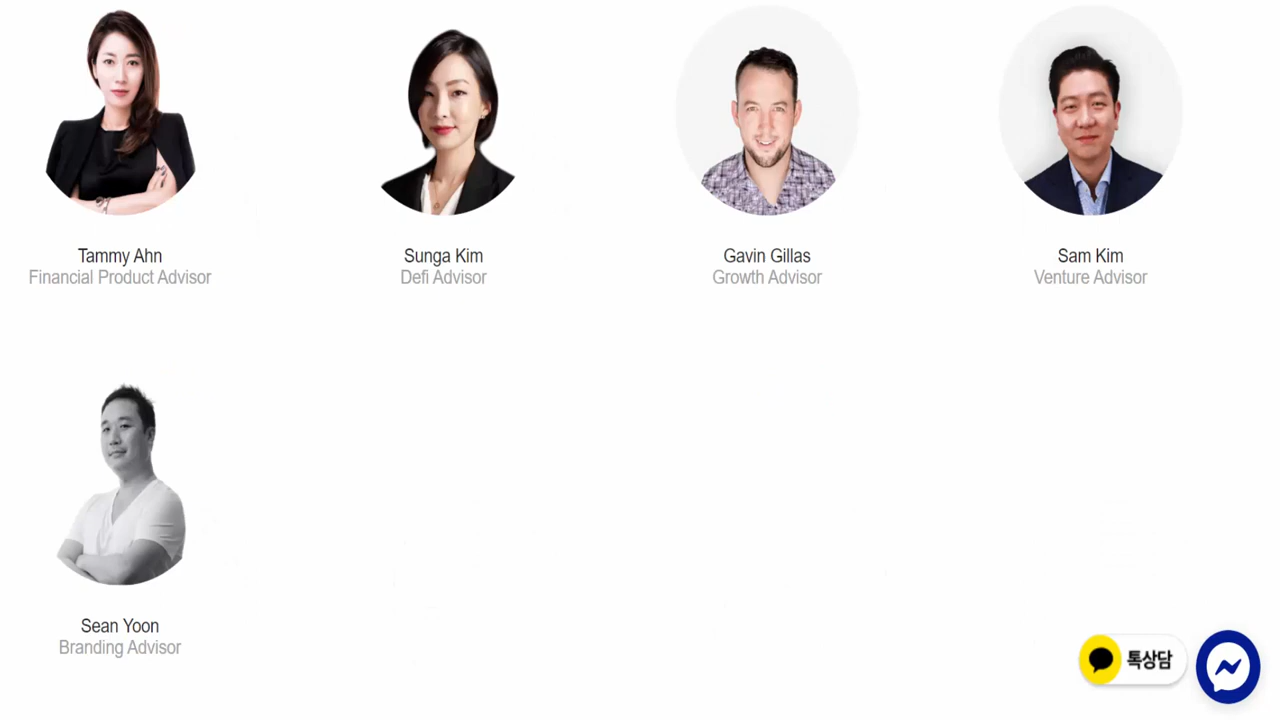 Tammy Ahn
Financial Product Advisor
Sunga Kim
Defi Advisor
Gavin Gillas
Growth Advisor
Sam Kim
Venture Advisor
Sean Yoon
Branding Advisor
톡상담